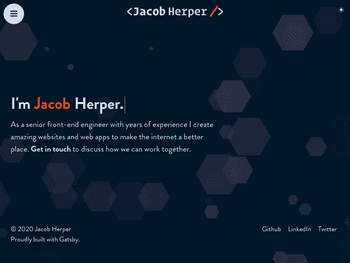 <Jacob Herper />
I'm Jacob Herper.
As a senior front-end engineer with years of experience I create
amazing websites and web apps to make the internet a better
place. Get in touch to discuss how we can work together.
© 2020 Jacob Herper
Proudly built with Gatsby.
Github LinkedIn Twitter